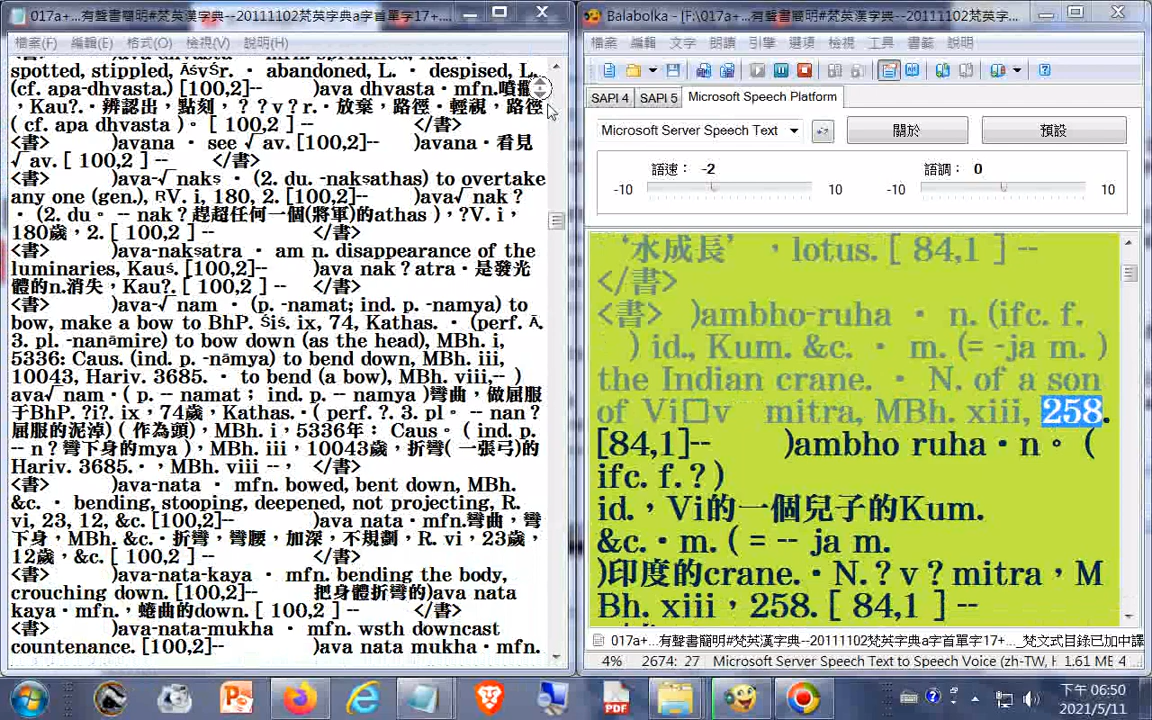 有聲書簡明#梵英漢字典--20111102梵英字典a字首單字17+...
檔案(F) 編輯(E) 格式(O) 檢視(V) 說明(H)
spotted, stippled, ĀśvŚr. ‧ abandoned, L. ‧ despised, L.
(cf. apa-dhvasta.) [100,2]-- )ava dhvasta‧mfn.噴
，Kau?.‧辨認出，點刻，？？v？r.‧放棄，路徑‧輕視，路徑
( cf. apa dhvasta )。[ 100,2 ] -- </書>
<書> )avana ‧ see √ av. [100,2]-- )avana‧看見
√ av. [ 100,2 ] -- </書>
<書> )ava-√ nakṣ ‧ (2. du. -nakṣathas) to overtake
any one (gen.), ṚV. i, 180, 2. [100,2]-- )ava√ nak？
‧ (2. du。 -- nak？趕超任何一個(將軍)的athas )，?V. i，
180歲，2. [ 100,2 ] -- </書>
<書> )ava-nakṣatra ‧ am n. disappearance of the
luminaries, Kauś. [100,2]-- )ava nak？atra‧是發光
體的n.消失，Kau?. [ 100,2 ] -- </書>
<書> )ava-√ nam ‧ (p. -namat; ind. p. -namya) to
bow, make a bow to BhP. Śiś. ix, 74, Kathas. ‧ (perf. Ā.
3. pl. -nanāmire) to bow down (as the head), MBh. i,
5336: Caus. (ind. p. -nāmya) to bend down, MBh. iii,
10043, Hariv. 3685. ‧ to bend (a bow), MBh. viii,-- )
ava√ nam‧( p. -- namat；ind. p. -- namya )彎曲，做屈服
于BhP. ?i?. ix，74歲，Kathas.‧( perf. ?. 3. pl。 -- nan？
屈服的泥淖) ( 作為頭)，MBh. i，5336年：Caus。( ind. p.
-- n？彎下身的mya )，MBh. iii，10043歲，折彎(一張弓)的
Hariv. 3685.‧，MBh. viii --， </書>
<書> )ava-nata ‧ mfn. bowed, bent down, MBh.
&c. ‧ bending, stooping, deepened, not projecting, R.
vi, 23, 12, &c. [100,2]-- )ava nata‧mfn.彎曲，彎
下身，MBh. &c.‧折彎，彎腰，加深，不規劃，R. vi，23歲，
12歲，&c. [ 100,2 ] -- </書>
<書> )ava-nata-kaya ‧ mfn. bending the body,
crouching down. [100,2]-- 把身體折彎的)ava nata
kaya‧mfn.，蜷曲的down. [ 100,2 ] -- </書>
<書> )ava-nata-mukha ‧ mfn. wsth downcast
countenance. [100,2]-- )ava nata mukha‧mfn.
Balabolka - [F:\017a+...有聲書簡明#梵英漢字典--20111102梵英字...
檔案 編輯 文字 朗讀 引擎 選項 檢視 工具 書籤 說明
SAPI 4 SAPI 5 Microsoft Speech Platform
Microsoft Server Speech Text 關於 預設
語速： -2 語調： 0
-10 10 -10 10
‘水成長’，lotus. [ 84,1 ] --
</書>
<書> )ambho-ruha ‧ n. (ifc. f.
) id., Kum. &c. ‧ m. (= -ja m. )
the Indian crane. ‧ N. of a son
of Vi□v mitra, MBh. xiii, 258.
[84,1]-- )ambho ruha‧n。(
ifc. f.？)
id.，Vi的一個兒子的Kum.
&c.‧m. ( = -- ja m.
)印度的crane.‧N.？v？mitra，M
Bh. xiii，258. [ 84,1 ] --
017a+...有聲書簡明#梵英漢字典--20111102梵英字典a字首單字17+..._梵文式目錄已加中譯
4% 2674: 27 Microsoft Server Speech Text to Speech Voice (zh-TW, H 1.61 MB 4
下午 06:50
2021/5/11